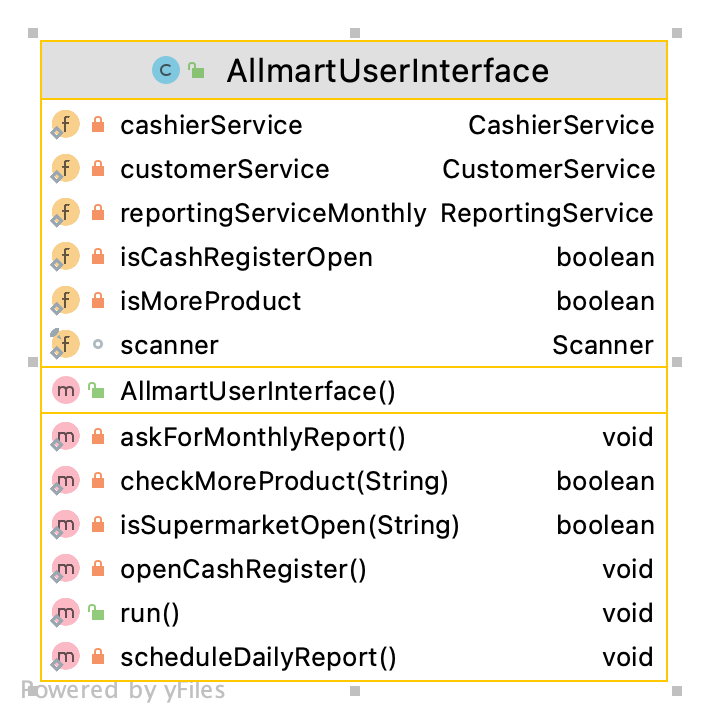 C AllmartUserInterface
f cashierService CashierService
f customerService CustomerService
f reportingServiceMonthly ReportingService
f isCashRegisterOpen boolean
f isMoreProduct boolean
f scanner Scanner
m AllmartUserInterface()
m askForMonthlyReport() void
m checkMoreProduct(String) boolean
m isSupermarketOpen(String) boolean
m openCashRegister() void
m run() void
m scheduleDailyReport() void
Powered by yFiles